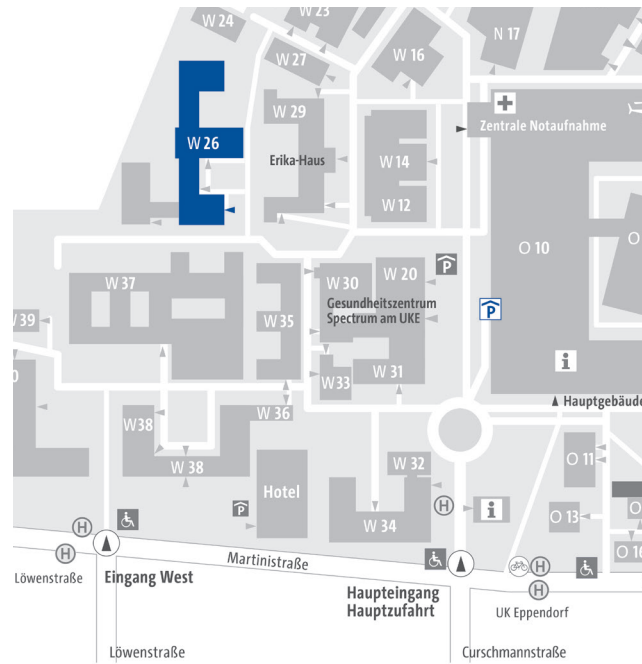 W 24
W 23
W 27
W 16
N 17
W 29
W 26
Erika-Haus
W 14
W 12
Zentrale Notaufnahme
O 10
W 37
W 30
W 20
P
Gesundheitszentrum
Spectrum am UKE
P
W 35
W 31
W 33
i
Hauptgebäude
W 36
W38
W 38
Hotel
P
W 32
W 34
H
i
O 11
O 13
H
H
Löwenstraße
Eingang West
Martinistraße
Haupteingang
Hauptzufahrt
H
H
UK Eppendorf
Löwenstraße
Curschmannstraße